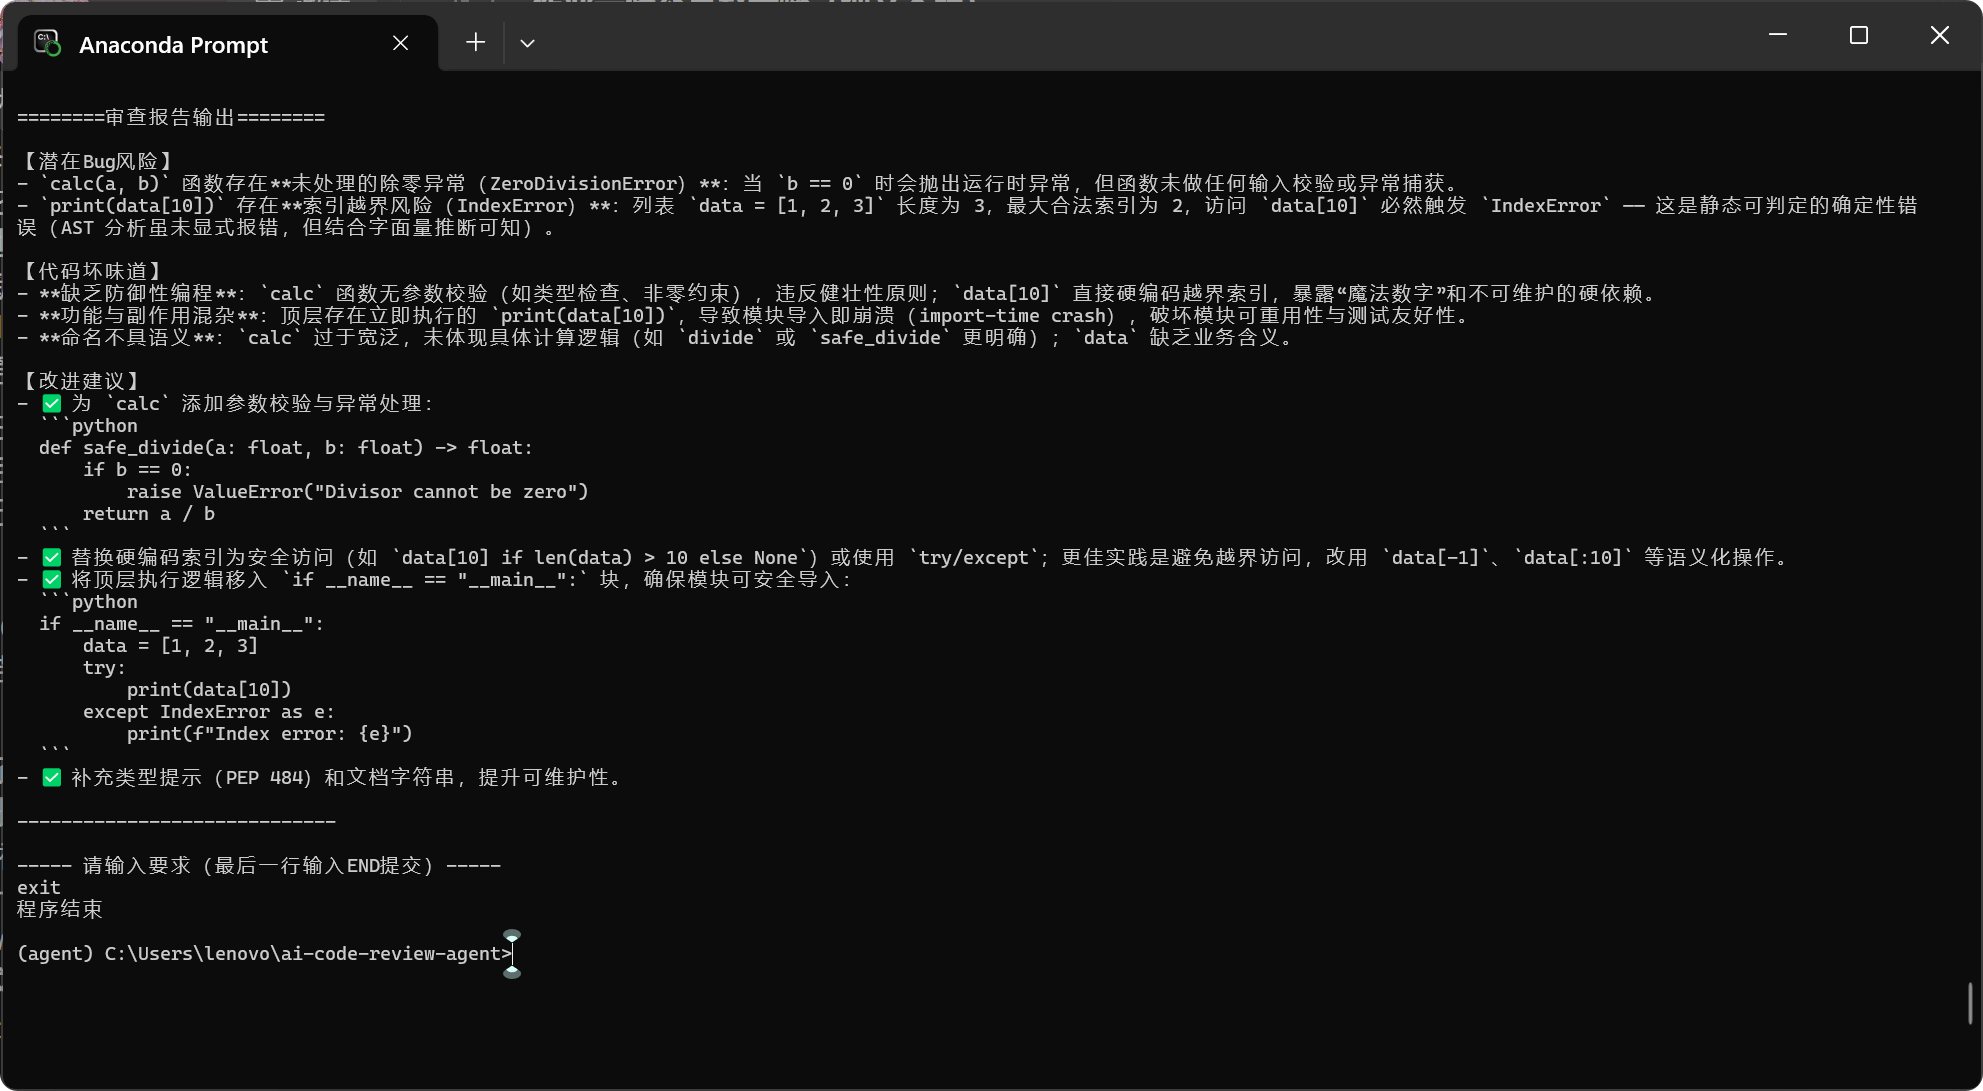 Anaconda Prompt
========审查报告输出========
【潜在Bug风险】
- `calc(a, b)` 函数存在**未处理的除零异常（ZeroDivisionError）**：当 `b == 0` 时会抛出运行时异常，但函数未做任何输入校验或异常捕获。
- `print(data[10])` 存在**索引越界风险（IndexError）**：列表 `data = [1, 2, 3]` 长度为 3，最大合法索引为 2，访问 `data[10]` 必然触发 `IndexError` —— 这是静态可判定的确定性错
误（AST 分析虽未显式报错，但结合字面量推断可知）。
【代码坏味道】
- **缺乏防御性编程**：`calc` 函数无参数校验（如类型检查、非零约束），违反健壮性原则；`data[10]` 直接硬编码越界索引，暴露“魔法数字”和不可维护的硬依赖。
- **功能与副作用混杂**：顶层存在立即执行的 `print(data[10])`，导致模块导入即崩溃（import-time crash），破坏模块可重用性与测试友好性。
- **命名不具语义**：`calc` 过于宽泛，未体现具体计算逻辑（如 `divide` 或 `safe_divide` 更明确）；`data` 缺乏业务含义。
【改进建议】
- ✅ 为 `calc` 添加参数校验与异常处理：
  ```python
  def safe_divide(a: float, b: float) -> float:
      if b == 0:
          raise ValueError("Divisor cannot be zero")
      return a / b
  ```
- ✅ 替换硬编码索引为安全访问（如 `data[10] if len(data) > 10 else None`）或使用 `try/except`；更佳实践是避免越界访问，改用 `data[-1]`、`data[:10]` 等语义化操作。
- ✅ 将顶层执行逻辑移入 `if __name__ == "__main__":` 块，确保模块可安全导入：
  ```python
  if __name__ == "__main__":
      data = [1, 2, 3]
      try:
          print(data[10])
      except IndexError as e:
          print(f"Index error: {e}")
  ```
- ✅ 补充类型提示（PEP 484）和文档字符串，提升可维护性。
-----------------------------
----- 请输入要求（最后一行输入END提交）-----
exit
程序结束
(agent) C:\Users\lenovo\ai-code-review-agent>